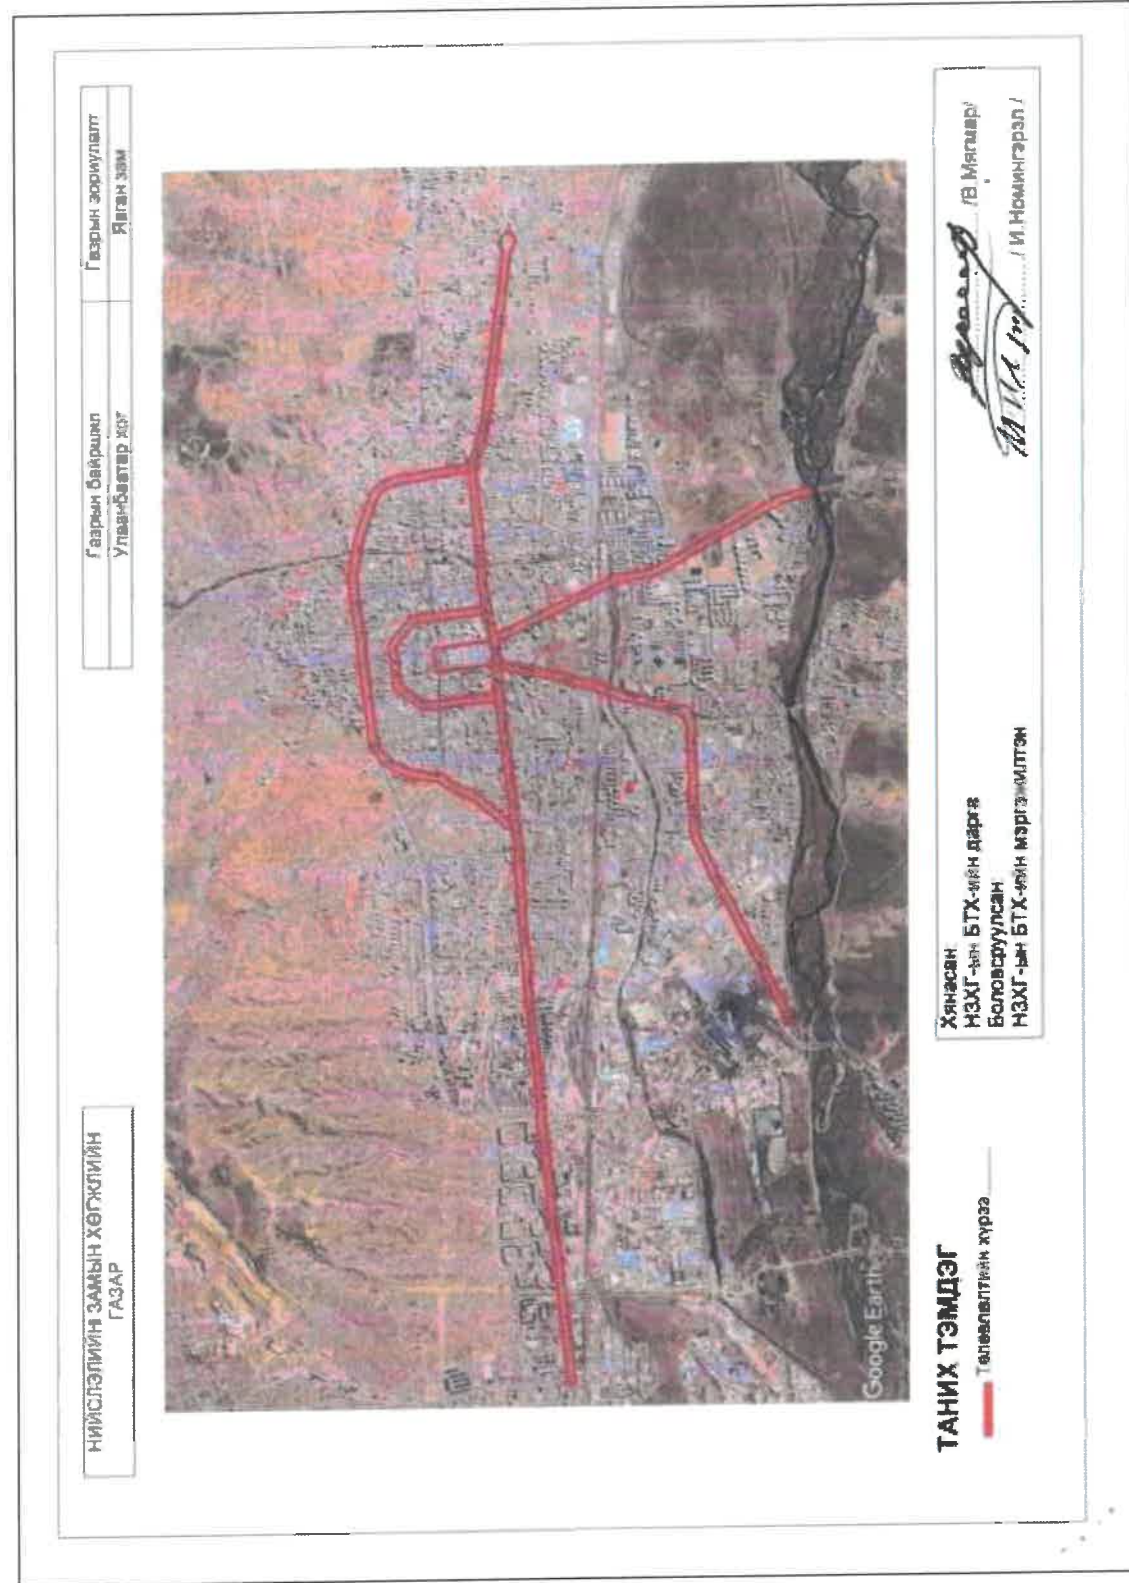 НИЙСЛЭЛИЙН ЗАМЫН ХӨГЖЛИЙН
ГАЗАР
Газрын байршил
Газрын зориулалт
Улаанбаатар хот
Явган зам
Google Earth
ТАНИХ ТЭМДЭГ
Төлөвлөлтийн хүрээ
Хянасан:
НЗХГ-ын БТХ-ийн дарга
/В.Мягмар/
Боловсруулсан:
НЗХГ-ын БТХ-ийн мэргэжилтэн
/ И.Номингэрэл /